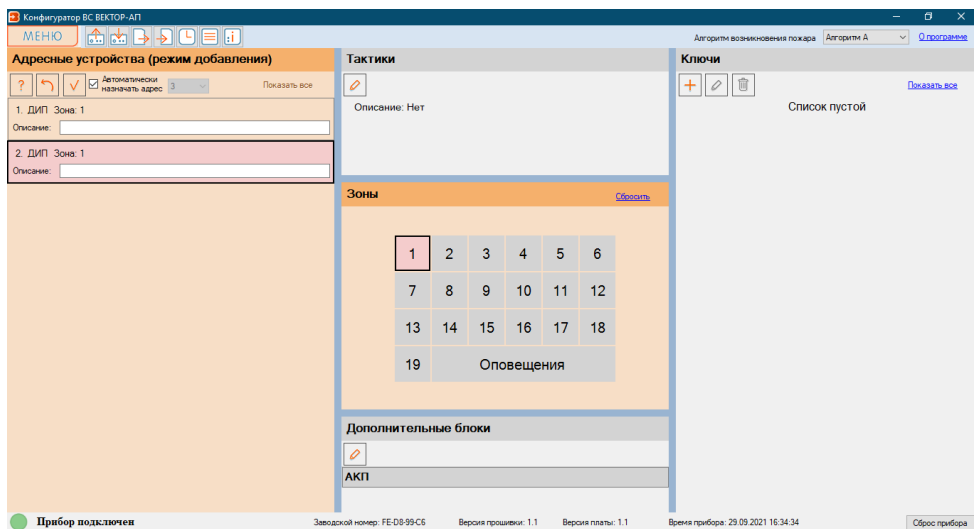 Конфигуратор ВС ВЕКТОР-АП
МЕНЮ
Алгоритм возникновения пожара Алгоритм А О программе
Адресные устройства (режим добавления)
? Автоматически назначать адрес 3 Показать все
1. ДИП Зона: 1
Описание:
2. ДИП Зона: 1
Описание:
Тактики
Описание: Нет
Зоны Сбросить
1 2 3 4 5 6
7 8 9 10 11 12
13 14 15 16 17 18
19 Оповещения
Дополнительные блоки
АКП
Ключи
Показать все
Список пустой
Прибор подключен Заводской номер: FE-D8-99-C6 Версия прошивки: 1.1 Версия платы: 1.1 Время прибора: 29.09.2021 16:34:34 Сброс прибора